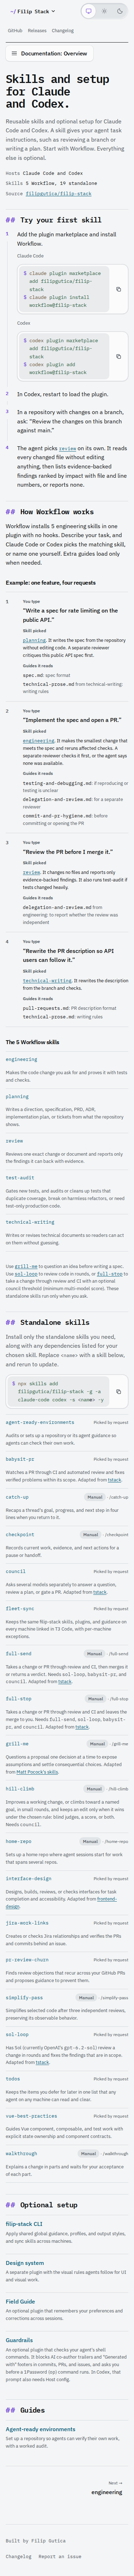 ~/Filip Stack
GitHub Releases Changelog
Documentation: Overview
Skills and setup
for Claude
and Codex.
Reusable skills and optional setup for Claude
Code and Codex. A skill gives your agent task
instructions, such as reviewing a branch or
writing a plan. Start with Workflow. Everything
else is optional.
Hosts Claude Code and Codex
Skills 5 Workflow, 19 standalone
Source filipgutica/filip-stack
## Try your first skill
1 Add the plugin marketplace and install
Workflow.
Claude Code
$ claude plugin marketplace
add filipgutica/filip-
stack
$ claude plugin install
workflow@filip-stack
Codex
$ codex plugin marketplace
add filipgutica/filip-
stack
$ codex plugin add
workflow@filip-stack
2 In Codex, restart to load the plugin.
3 In a repository with changes on a branch,
ask: "Review the changes on this branch
against main."
4 The agent picks review on its own. It reads
every changed file without editing
anything, then lists evidence-backed
findings ranked by impact with file and line
numbers, or reports none.
## How Workflow works
Workflow installs 5 engineering skills in one
plugin with no hooks. Describe your task, and
Claude Code or Codex picks the matching skill,
no name or menu needed. Extra guides load only
when needed.
Example: one feature, four requests
1 You type
"Write a spec for rate limiting on the
public API."
Skill picked
planning. It writes the spec from the repository
without editing code. A separate reviewer
critiques this public API spec first.
Guides it reads
spec.md: spec format
technical-prose.md from technical-writing:
writing rules
2 You type
"Implement the spec and open a PR."
Skill picked
engineering. It makes the smallest change that
meets the spec and reruns affected checks. A
separate reviewer checks it first, or the agent says
none was available.
Guides it reads
testing-and-debugging.md: if reproducing or
testing is unclear
delegation-and-review.md: for a separate
reviewer
commit-and-pr-hygiene.md: before
committing or opening the PR
3 You type
"Review the PR before I merge it."
Skill picked
review. It changes no files and reports only
evidence-backed findings. It also runs test-audit if
tests changed heavily.
Guides it reads
delegation-and-review.md from
engineering: to report whether the review was
independent
4 You type
"Rewrite the PR description so API
users can follow it."
Skill picked
technical-writing. It rewrites the description
from the branch and the checks.
Guides it reads
pull-requests.md: PR description format
technical-prose.md: writing rules
The 5 Workflow skills
engineering
Makes the code change you ask for and proves it with tests
and checks.
planning
Writes a direction, specification, PRD, ADR,
implementation plan, or tickets from what the repository
shows.
review
Reviews one exact change or document and reports only
the findings it can back with evidence.
test-audit
Gates new tests, and audits or cleans up tests that
duplicate coverage, break on harmless refactors, or need
test-only production code.
technical-writing
Writes or reviews technical documents so humans can act
on them without guessing.
Use grill-me to question an idea before planning or
sol-loop to review code in rounds, or full-stop to
take a change through review and CI with an optional
council from an explicitly invoked model menu. These
standalone skills run only when you ask.
## Standalone skills
Install only the standalone skills you need,
along with any others listed on the skill's page.
Replace <name> with a skill below, and rerun to
update.
$ npx skills add
filipgutica/filip-stack -g -a
claude-code codex -s <name> -y
agent-ready-environments Picked by request
Audits or sets up a repository or its agent guidance so
agents can check their own work.
babysit-pr Picked by request
Watches a PR through CI and automated review and fixes
verified problems within its scope. Adapted from tstack.
catch-up Manual /catch-up
Recaps a thread's goal, progress, and next step in four
lines when you return to it.
checkpoint Manual /checkpoint
Records current work, evidence, and next action for a
pause or handoff.
council Picked by request
Asks several models separately to answer a question,
review a plan, or gate a PR. Adapted from tstack.
fleet-sync Picked by request
Keeps the same filip-stack skills, plugins, and guidance
on several machines linked in T3 Code, with per-machine
exceptions.
full-send Manual /full-send
Takes a change or PR through review and CI, then merges it
or returns a verdict. Needs sol-loop, babysit-pr, and
council. Adapted from tstack.
full-stop Manual /full-stop
Takes a change or PR through review and CI and leaves the
merge to you. Needs full-send, sol-loop, babysit-
pr, and council. Adapted from tstack.
grill-me Manual /grill-me
Questions a proposal one decision at a time to expose
assumptions and settle consequential choices. Adapted
from Matt Pocock's skills.
hill-climb Manual /hill-climb
Improves a working change, or climbs toward a named
goal, in small rounds, and keeps an edit only when it wins
under the chosen rule: blind judges, a score, or both.
Needs council.
home-repo Manual /home-repo
Sets up a home repo where agent sessions start for work
that spans several repos.
interface-design Picked by request
Designs, builds, reviews, or checks interfaces for task
completion and accessibility. Adapted from frontend-
design.
jira-work-links Picked by request
Creates or checks Jira relationships and verifies the PRs
and commits behind an issue.
pr-review-churn Picked by request
Finds review objections that recur across your GitHub PRs
and proposes guidance to prevent them.
simplify-pass Manual /simplify-pass
Simplifies selected code after three independent reviews,
preserving its observable behavior.
sol-loop Picked by request
Has Sol (currently OpenAI's gpt-5.2-sol) review a
change in rounds and fixes the findings that are in scope.
Adapted from tstack.
todos Picked by request
Keeps the items you defer for later in one list that any
agent on any machine can read and clear.
vue-best-practices Picked by request
Guides Vue component, composable, and test work with
explicit state ownership and component contracts.
walkthrough Manual /walkthrough
Explains a change in parts and waits for your acceptance
of each part.
## Optional setup
filip-stack CLI
Apply shared global guidance, profiles, and output styles,
and sync skills across machines.
Design system
A separate plugin with the visual rules agents follow for UI
and visual work.
Voice
An optional plugin that remembers your preferences and
corrections across sessions.
Guardrails
An optional plugin that checks your agent's shell
commands. It blocks AI co-author trailers and "Generated
with" footers in commits, PRs, and issues, and asks you
before a 1Password (op) command runs. In Codex, that
prompt also needs Host config.
Field Guide
An optional plugin that explains AI concepts while you
work.
## Guides
Agent-ready environments
Set up a repository so agents can verify their own work,
with a worked audit.
Next →
engineering
Built by Filip Gutica
Changelog Report an issue